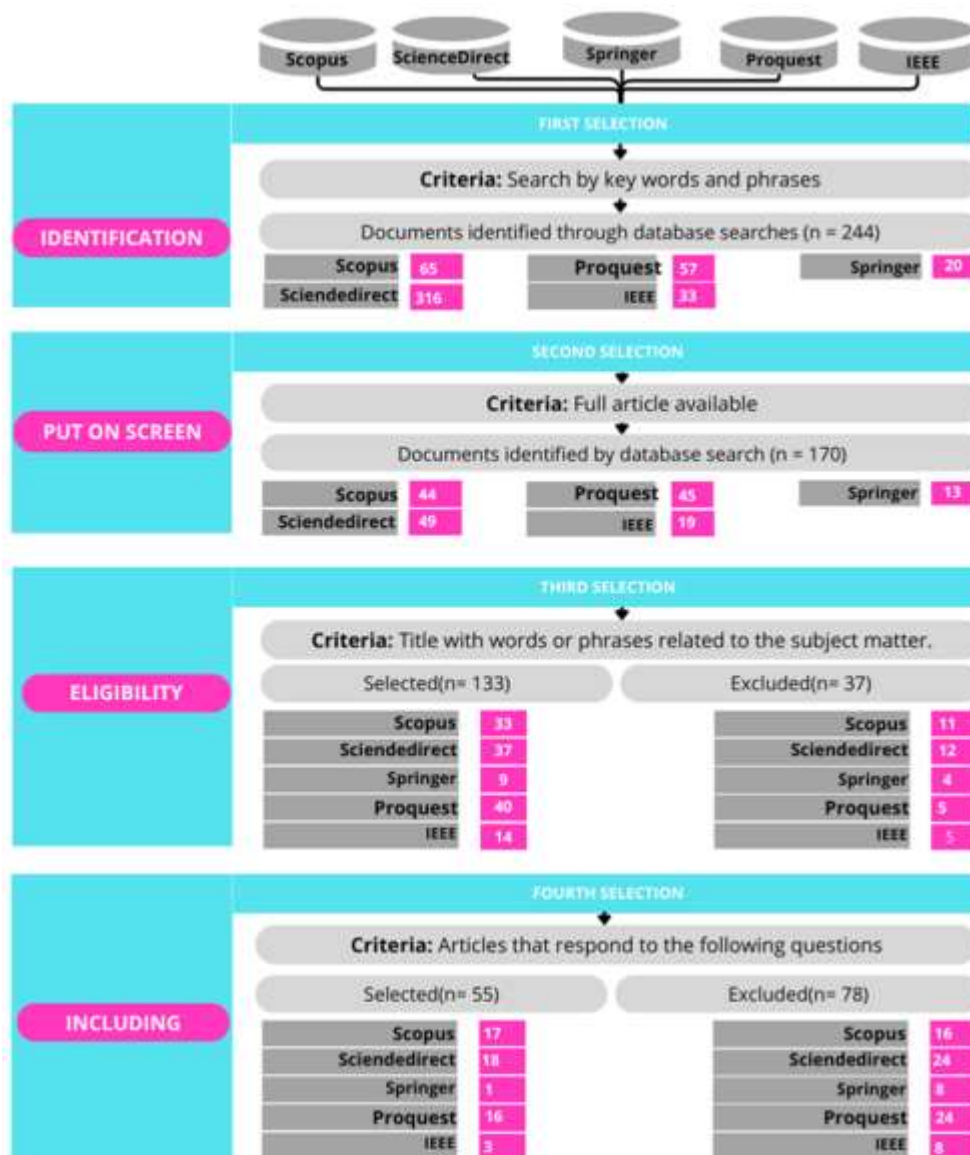 Scopus ScienceDirect Springer Proquest IEEE
FIRST SELECTION
Criteria: Search by key words and phrases
IDENTIFICATION
Documents identified through database searches (n = 244)
Scopus 65 Proquest 57 Springer 20
Sciendedirect 316 IEEE 33
SECOND SELECTION
Criteria: Full article available
PUT ON SCREEN
Documents identified by database search (n = 170)
Scopus 44 Proquest 45 Springer 13
Sciendedirect 49 IEEE 19
THIRD SELECTION
Criteria: Title with words or phrases related to the subject matter.
ELIGIBILITY
Selected(n= 133) Excluded(n= 37)
Scopus 33 Scopus 11
Sciendedirect 37 Sciendedirect 12
Springer 9 Springer 4
Proquest 40 Proquest 5
IEEE 14 IEEE 5
FOURTH SELECTION
Criteria: Articles that respond to the following questions
Selected(n= 55) Excluded(n= 78)
INCLUDING
Scopus 17 Scopus 16
Sciendedirect 18 Sciendedirect 24
Springer 1 Springer 8
Proquest 16 Proquest 24
IEEE 3 IEEE 8